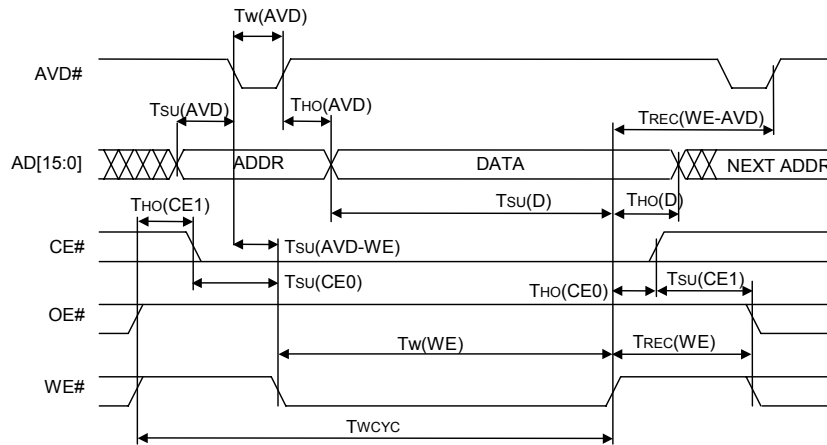 Tw(AVD)
AVD#
TSU(AVD)
THO(AVD)
TREC(WE-AVD)
AD[15:0]
ADDR
DATA
NEXT ADDR
THO(CE1)
TSU(D)
THO(D)
CE#
TSU(AVD-WE)
TSU(CE0)
THO(CE0)
TSU(CE1)
OE#
Tw(WE)
TREC(WE)
WE#
TWCYC